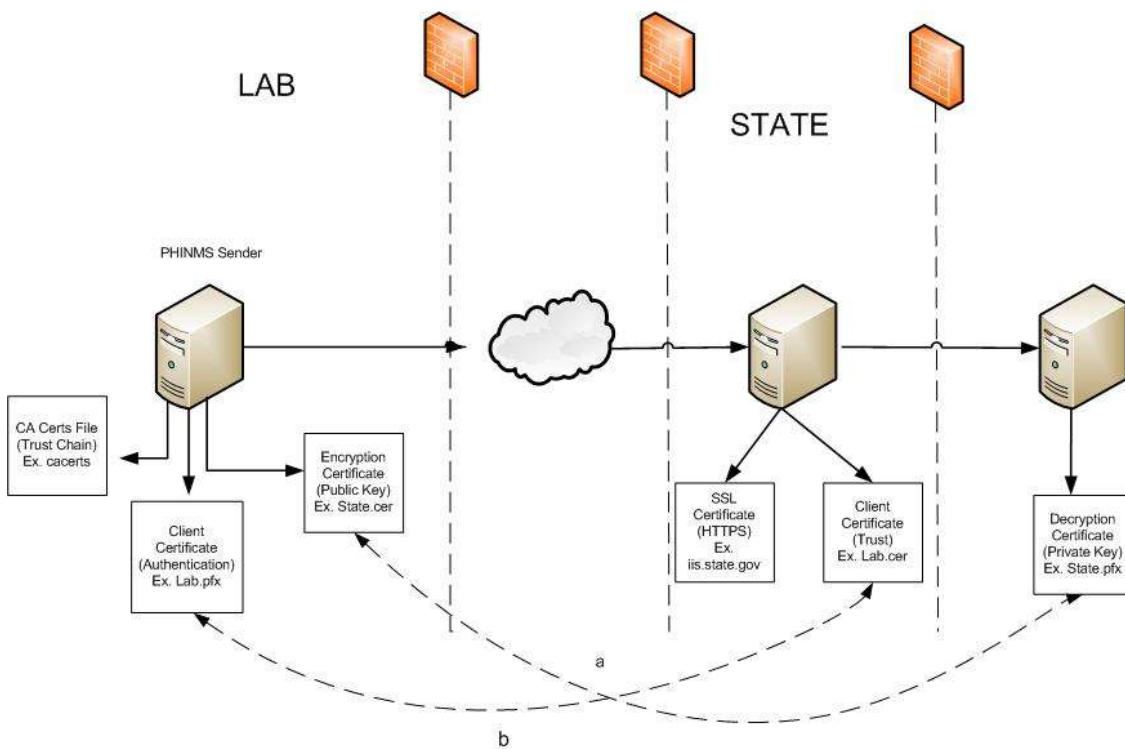 LAB
STATE
PHINMS Sender
CA Certs File
(Trust Chain)
Ex. cacerts
Encryption
Certificate
(Public Key)
Ex. State.cer
Client
Certificate
(Authentication)
Ex. Lab.pfx
SSL
Certificate
(HTTPS)
Ex.
iis.state.gov
Client
Certificate
(Trust)
Ex. Lab.cer
Decryption
Certificate
(Private Key)
Ex. State.pfx
a
b